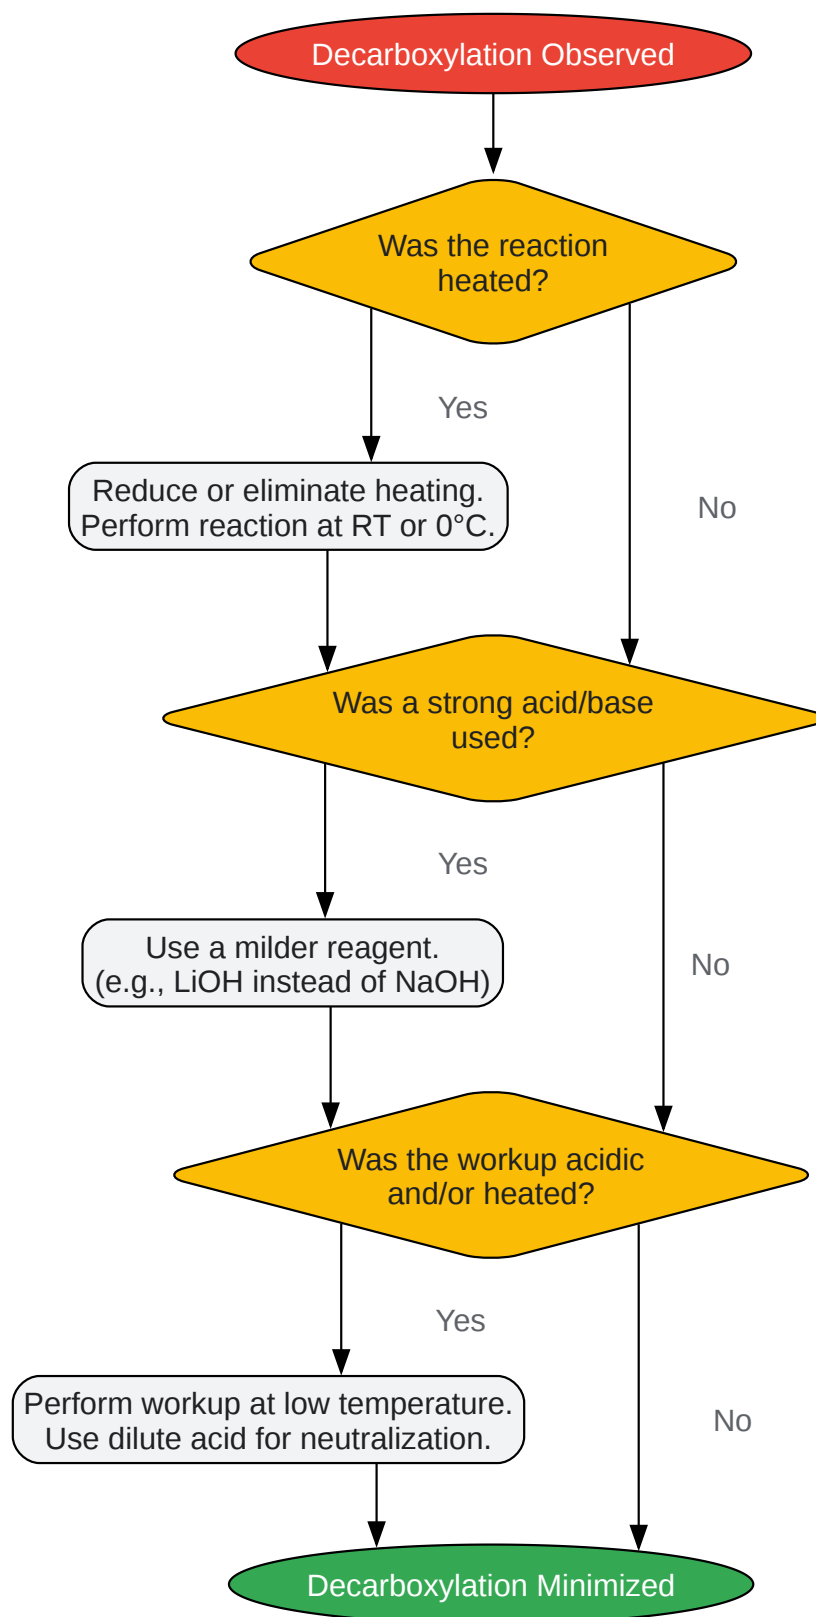 Decarboxylation Observed
Was the reaction
heated?
Yes
Reduce or eliminate heating.
Perform reaction at RT or 0°C.
No
Was a strong acid/base
used?
Yes
Use a milder reagent.
(e.g., LiOH instead of NaOH)
No
Was the workup acidic
and/or heated?
Yes
Perform workup at low temperature.
Use dilute acid for neutralization.
No
Decarboxylation Minimized